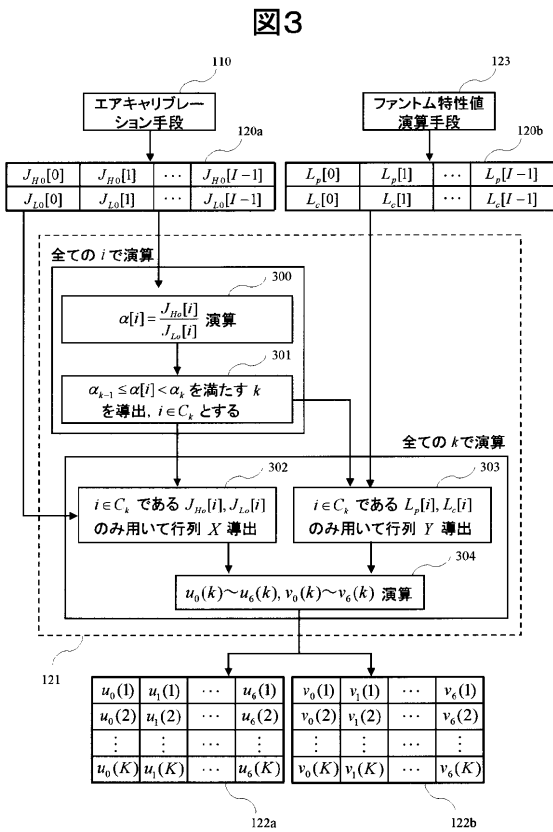 図3
110
123
エアキャリブレー
ション手段
ファントム特性値
演算手段
120a
120b
J_{H0}[0] J_{H0}[1] ⋯ J_{H0}[I−1]
J_{L0}[0] J_{L0}[1] ⋯ J_{L0}[I−1]
L_p[0] L_p[1] ⋯ L_p[I−1]
L_c[0] L_c[1] ⋯ L_c[I−1]
全ての i で演算
300
α[i]=J_{Ho}[i]/J_{Lo}[i] 演算
301
α_{k−1}≤α[i]<α_k を満たす k
を導出, i∈C_k とする
全ての k で演算
302
303
i∈C_k である J_{Ho}[i],J_{Lo}[i]
のみ用いて行列 X 導出
i∈C_k である L_p[i],L_c[i]
のみ用いて行列 Y 導出
304
u_0(k)～u_6(k),v_0(k)～v_6(k) 演算
121
u_0(1) u_1(1) ⋯ u_6(1)
u_0(2) u_1(2) ⋯ u_6(2)
⋮ ⋮ ⋯ ⋮
u_0(K) u_1(K) ⋯ u_6(K)
v_0(1) v_1(1) ⋯ v_6(1)
v_0(2) v_1(2) ⋯ v_6(2)
⋮ ⋮ ⋯ ⋮
v_0(K) v_1(K) ⋯ v_6(K)
122a
122b